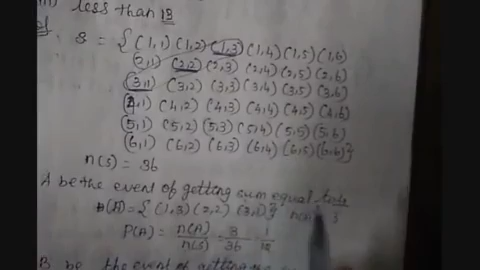 less than 13
S = { (1,1) (1,2) (1,3) (1,4) (1,5) (1,6)
(2,1) (2,2) (2,3) (2,4) (2,5) (2,6)
(3,1) (3,2) (3,3) (3,4) (3,5) (3,6)
(4,1) (4,2) (4,3) (4,4) (4,5) (4,6)
(5,1) (5,2) (5,3) (5,4) (5,5) (5,6)
(6,1) (6,2) (6,3) (6,4) (6,5) (6,6)}
n(S) = 36
A be the event of getting sum equal
(A) = { (1,3) (2,2) (3,1)} 3
P(A) = n(A)/n(S) = 3/36 = 1/12
B be the event of getting